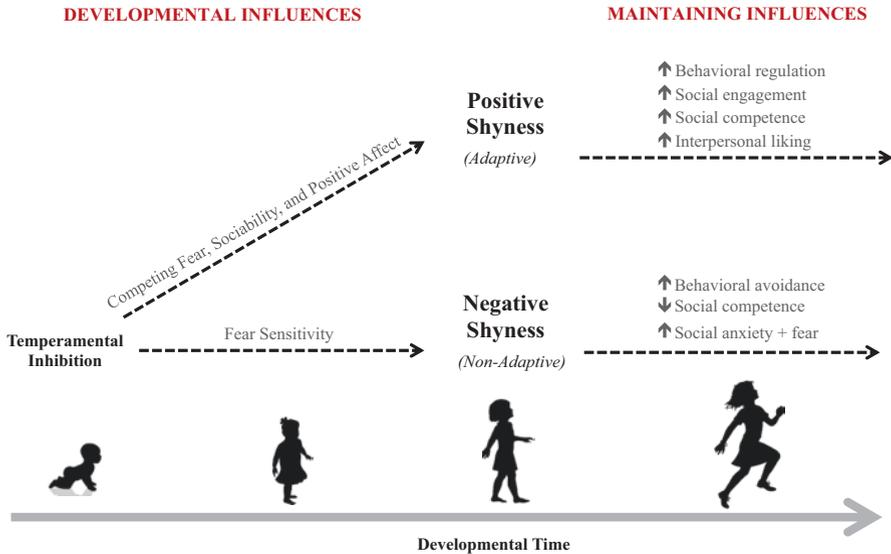 DEVELOPMENTAL INFLUENCES
MAINTAINING INFLUENCES
Positive
Shyness
(Adaptive)
↑ Behavioral regulation
↑ Social engagement
↑ Social competence
↑ Interpersonal liking
Competing Fear, Sociability, and Positive Affect
Temperamental
Inhibition
Fear Sensitivity
Negative
Shyness
(Non-Adaptive)
↑ Behavioral avoidance
↓ Social competence
↑ Social anxiety + fear
Developmental Time